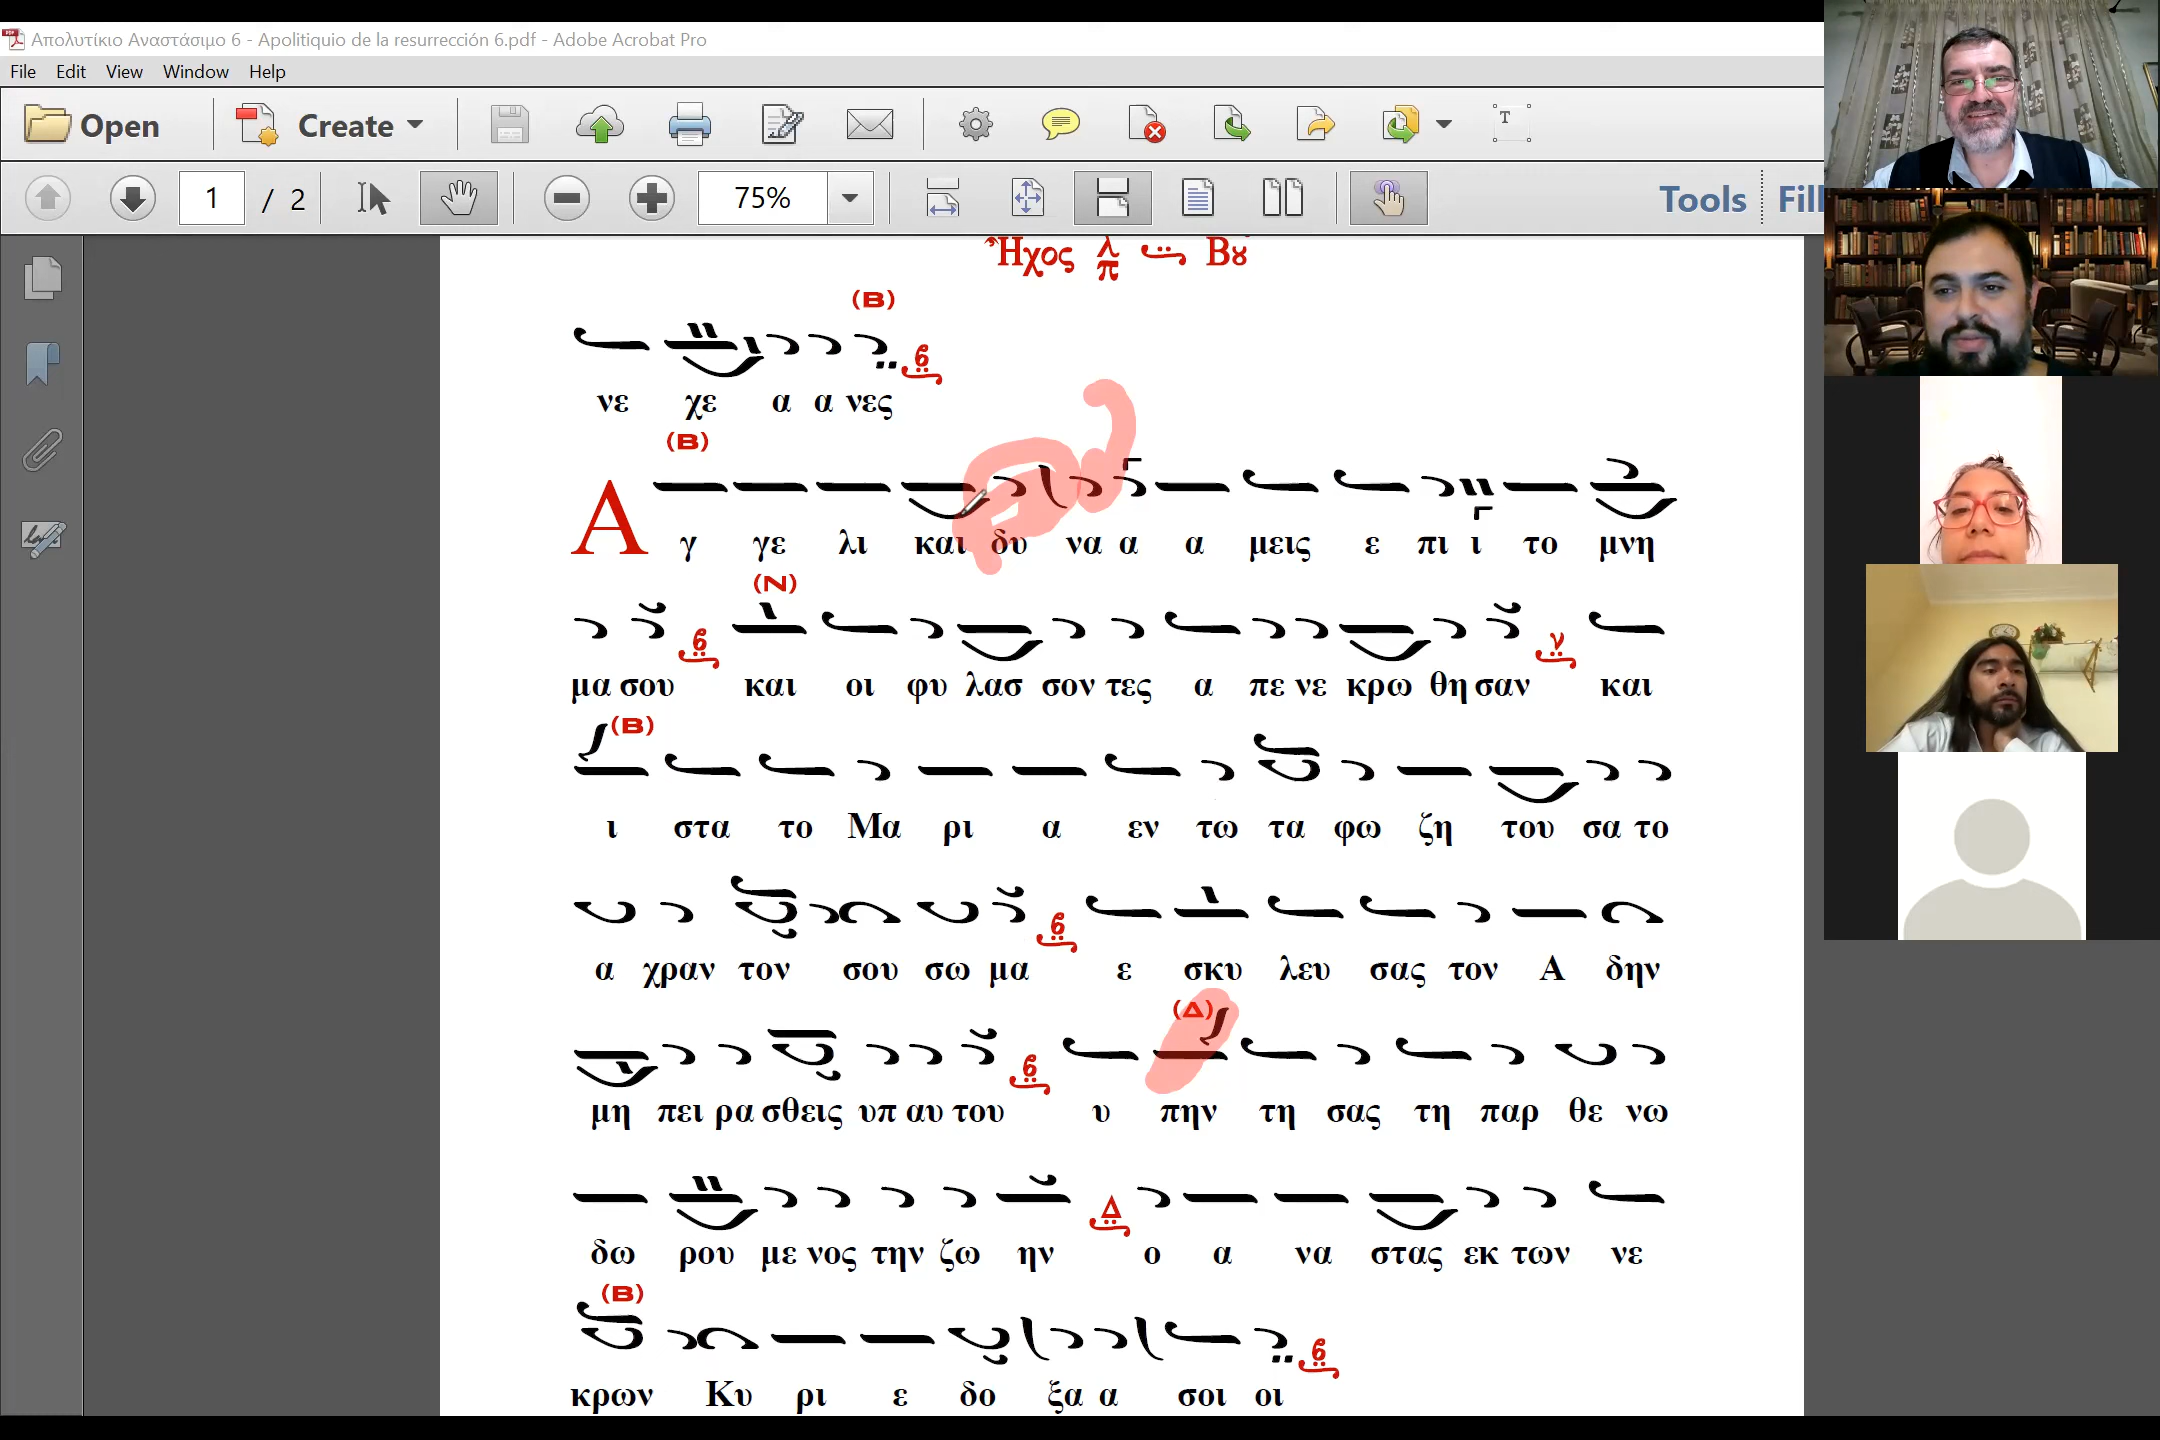 Απολυτίκιο Αναστάσιμο 6 - Apolitiquio de la resurrección 6.pdf - Adobe Acrobat Pro
File Edit View Window Help
Open Create
1 / 2 75% Tools Fill
Ἦχος λ π Βȣ
(Β)
νε χε α α νες
(Β)
Α γ γε λι και δυ να α α μεις ε πι ι το μνη
(Ν)
μα σου και οι φυ λασ σον τες α πε νε κρω θη σαν και
(Β)
ι στα το Μα ρι α εν τω τα φω ζη του σα το
α χραν τον σου σω μα ε σκυ λευ σας τον Α δην
(Δ)
μη πει ρα σθεις υπ αυ του υ πην τη σας τη παρ θε νω
Δ
δω ρου με νος την ζω ην ο α να στας εκ των νε
(Β)
κρων Κυ ρι ε δο ξα α σοι οι